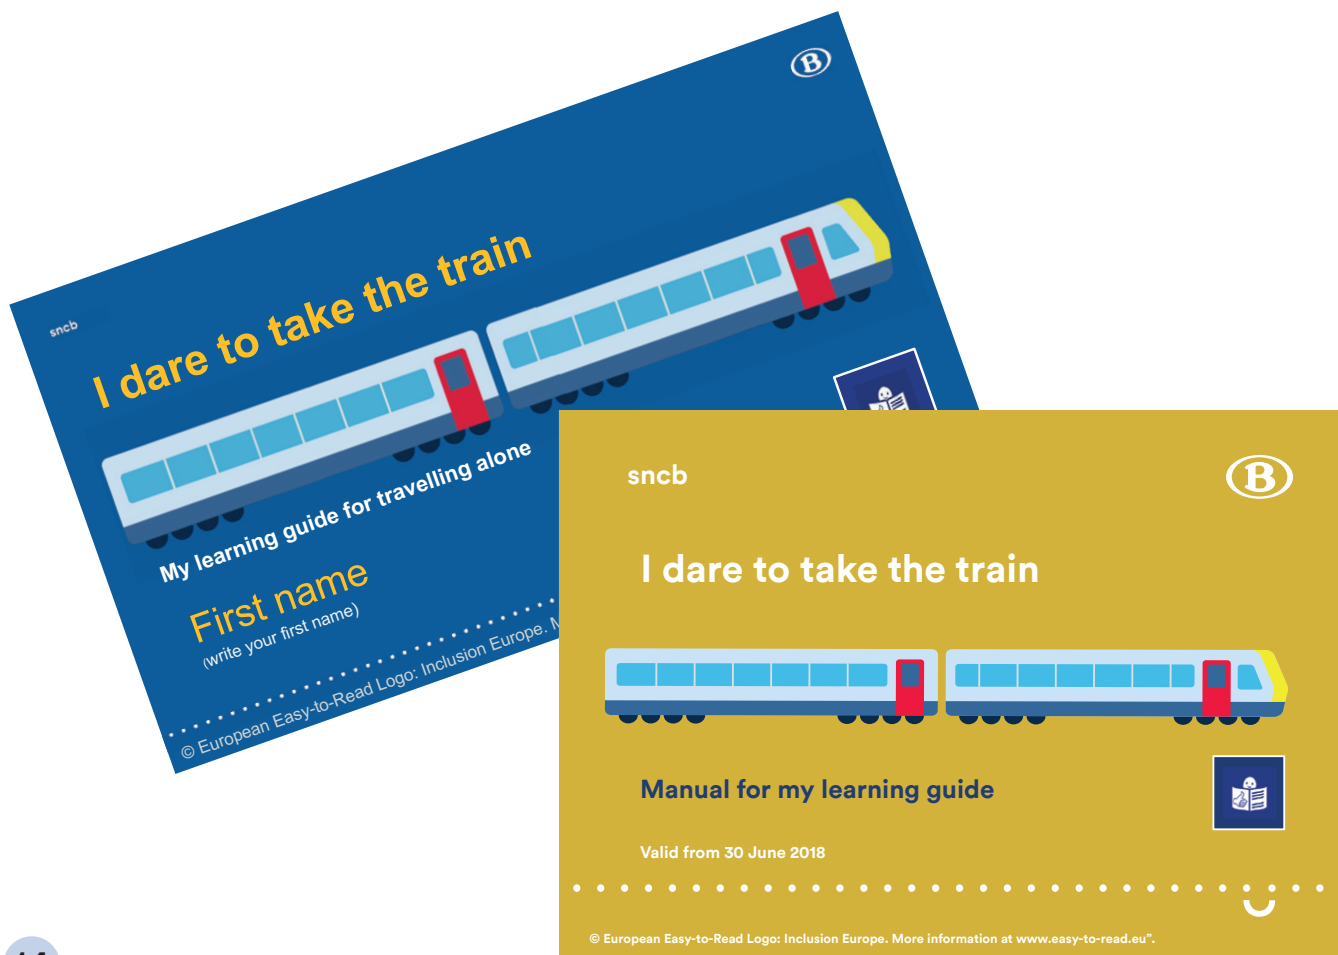 B
sncb
I dare to take the train
My learning guide for travelling alone
First name
(write your first name)
© European Easy-to-Read Logo: Inclusion Europe.
sncb
B
I dare to take the train
Manual for my learning guide
Valid from 30 June 2018
© European Easy-to-Read Logo: Inclusion Europe. More information at www.easy-to-read.eu”.